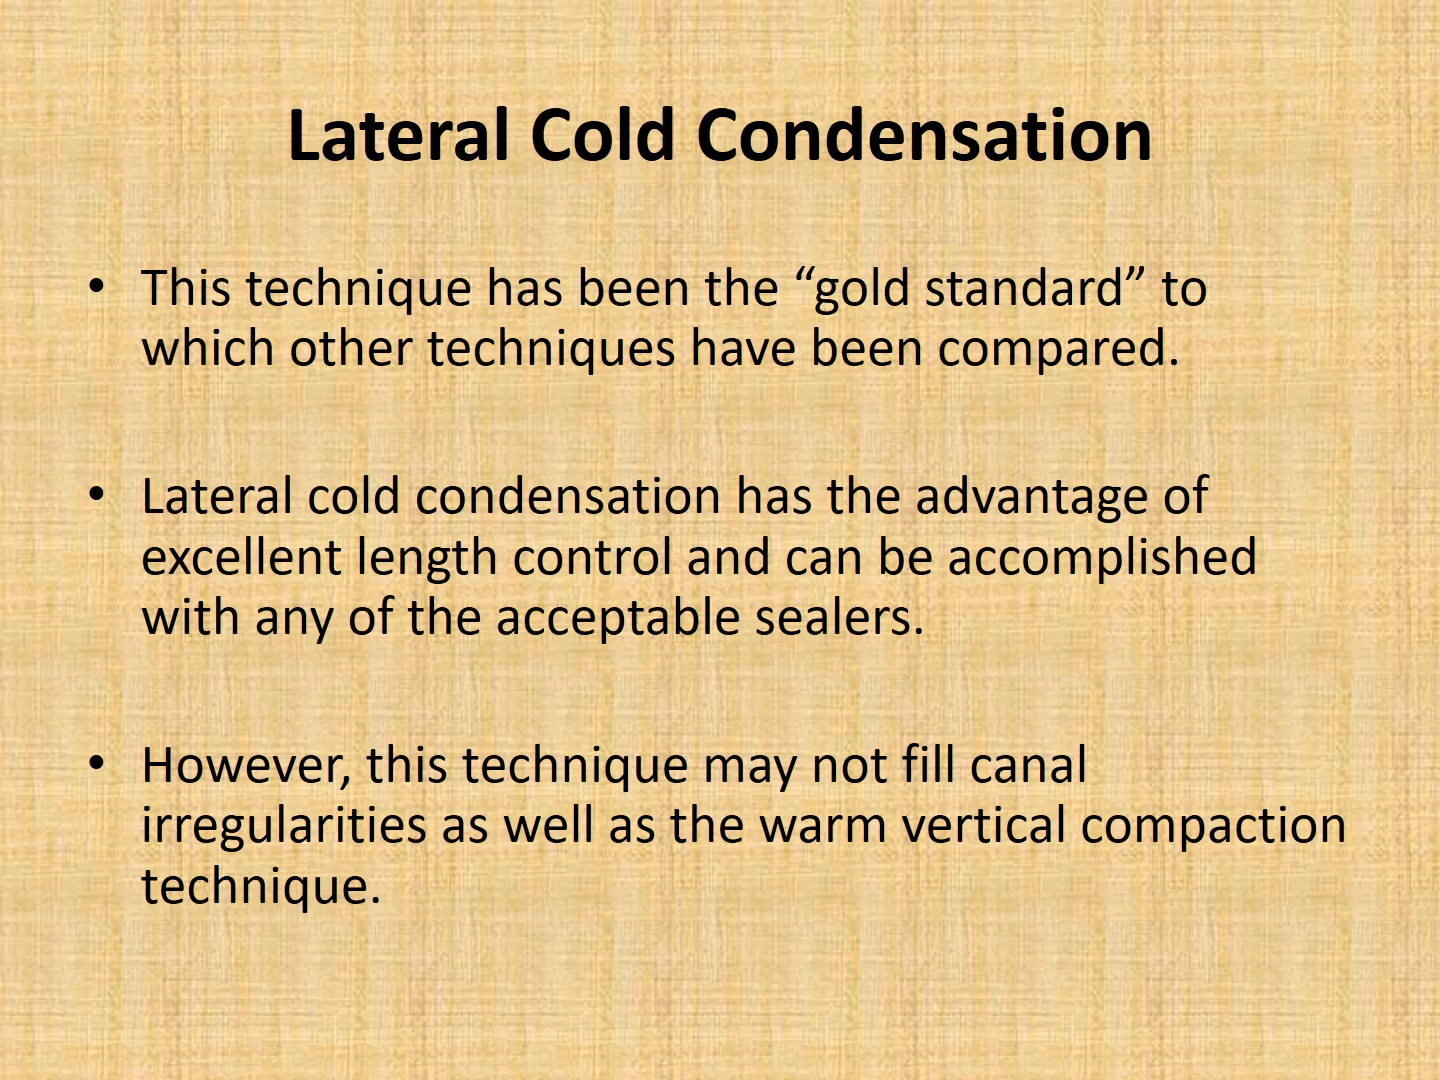 Lateral Cold Condensation
• This technique has been the “gold standard” to
which other techniques have been compared.
• Lateral cold condensation has the advantage of
excellent length control and can be accomplished
with any of the acceptable sealers.
• However, this technique may not fill canal
irregularities as well as the warm vertical compaction
technique.